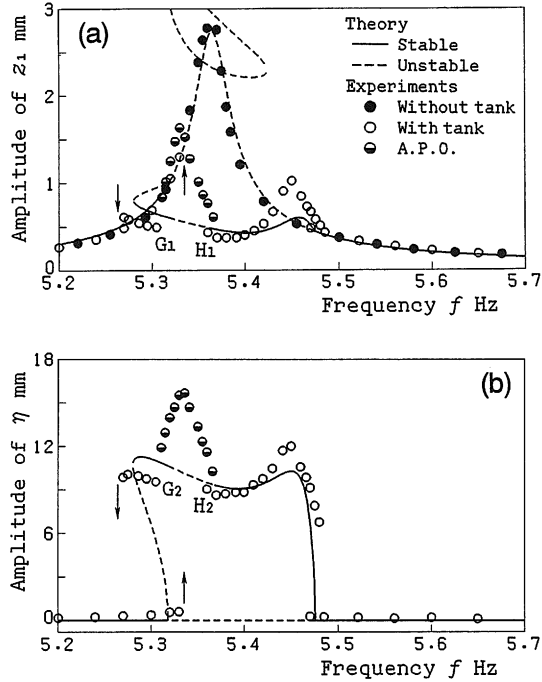 (a)
Theory
Stable
Unstable
Experiments
Without tank
With tank
A.P.O.
Amplitude of z₁ mm
3
2
1
0
G₁
H₁
5.2 5.3 5.4 5.5 5.6 5.7
Frequency f Hz
(b)
Amplitude of η mm
18
12
6
0
G₂
H₂
5.2 5.3 5.4 5.5 5.6 5.7
Frequency f Hz